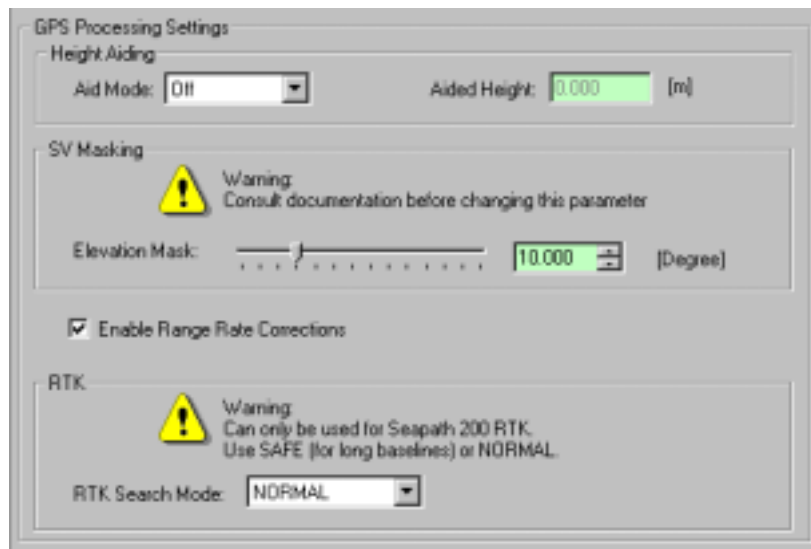 GPS Processing Settings
Height Aiding
Aid Mode: Off Aided Height: 0.000 [m]
SV Masking
Warning:
Consult documentation before changing this parameter
Elevation Mask: 10.000 [Degree]
Enable Range Rate Corrections
RTK
Warning:
Can only be used for Seapath 200 RTK.
Use SAFE (for long baselines) or NORMAL.
RTK Search Mode: NORMAL